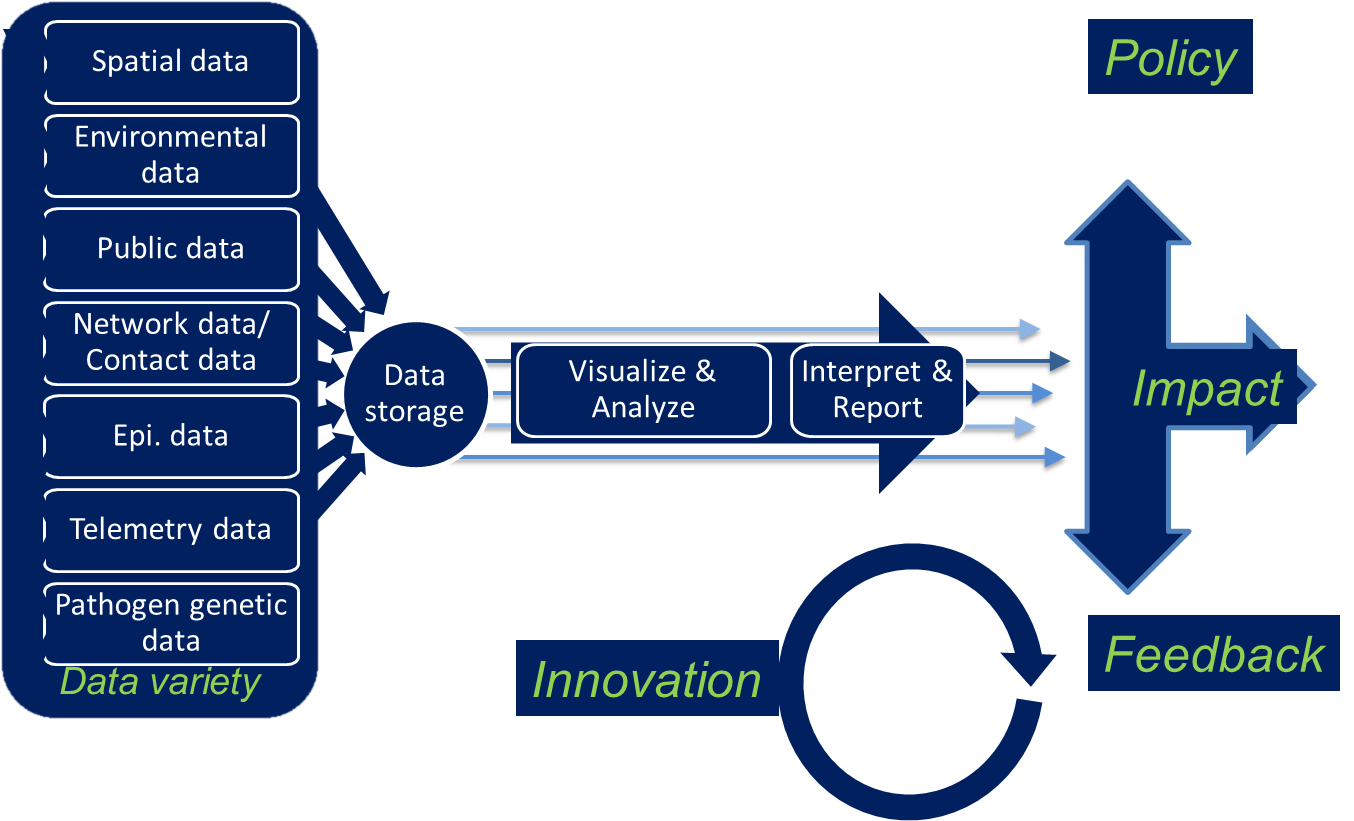 Spatial data
Environmental
data
Public data
Network data/
Contact data
Epi. data
Telemetry data
Pathogen genetic
data
Data variety
Data
storage
Visualize &
Analyze
Interpret &
Report
Policy
Impact
Feedback
Innovation